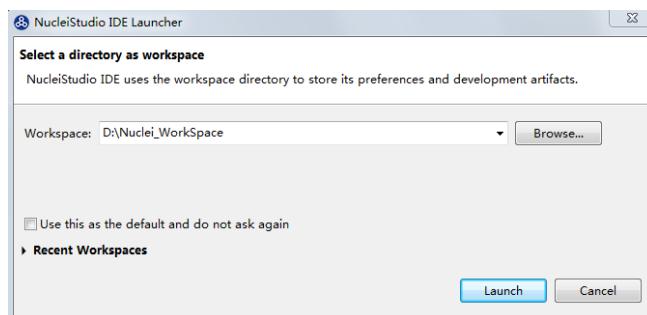 NucleiStudio IDE Launcher
Select a directory as workspace
NucleiStudio IDE uses the workspace directory to store its preferences and development artifacts.
Workspace: D:\Nuclei_WorkSpace Browse...
Use this as the default and do not ask again
Recent Workspaces
Launch Cancel